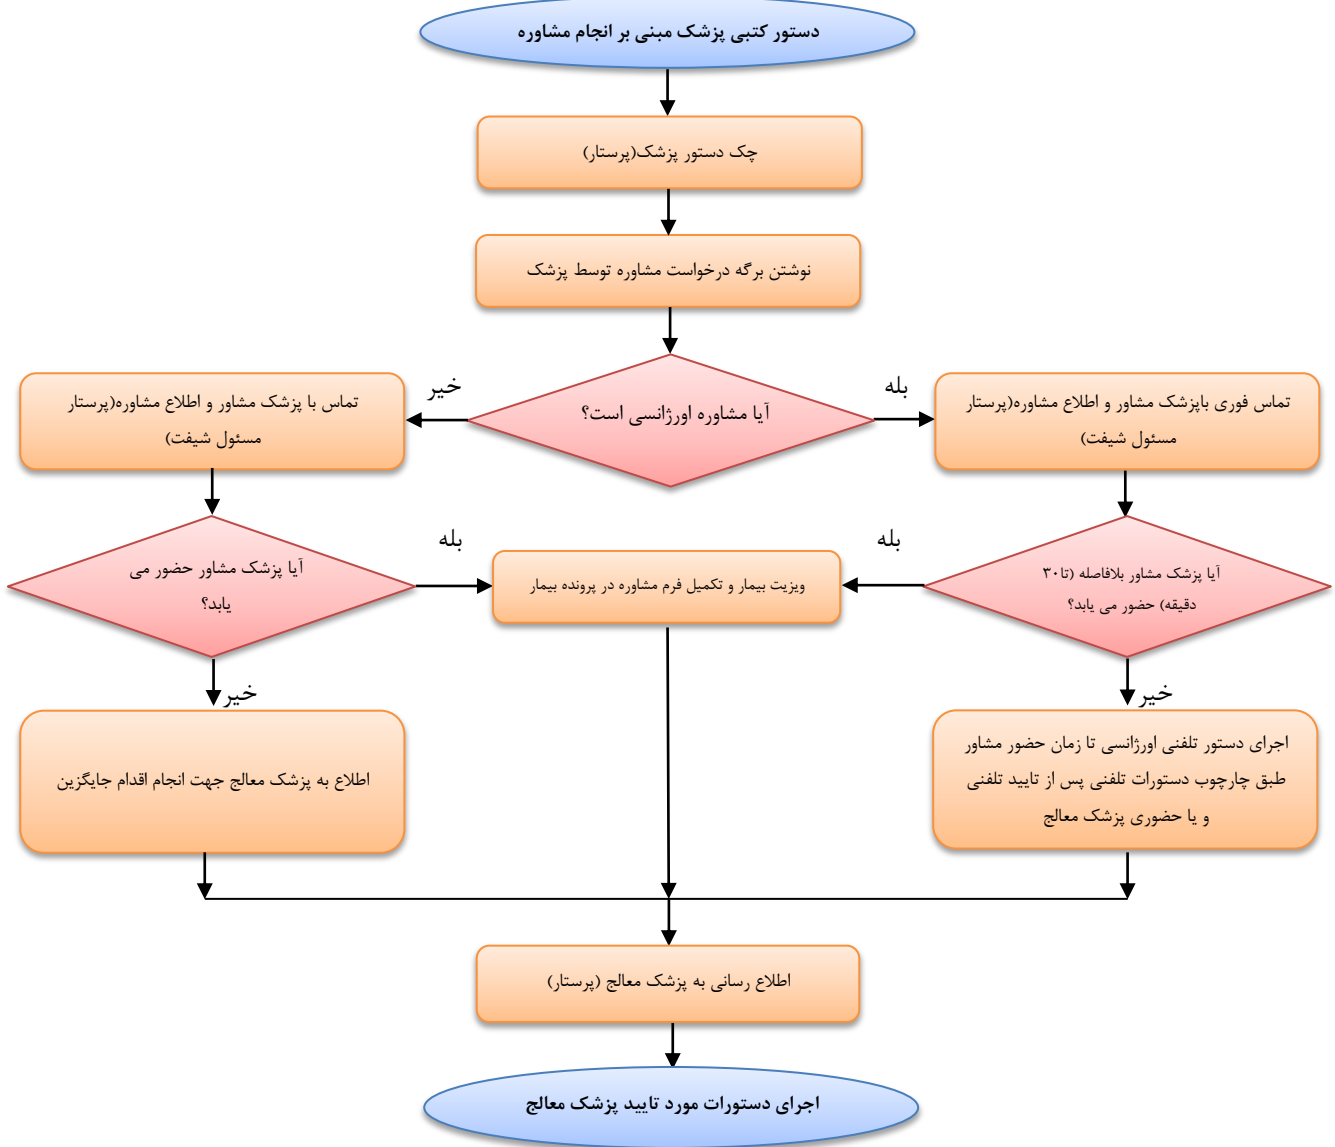 دستور کتبی پزشک مبنی بر انجام مشاوره
چک دستور پزشک(پرستار)
نوشتن برگه درخواست مشاوره توسط پزشک
آیا مشاوره اورژانسی است؟
بله
خیر
تماس فوری باپزشک مشاور و اطلاع مشاوره(پرستار
مسئول شیفت)
تماس با پزشک مشاور و اطلاع مشاوره(پرستار
مسئول شیفت)
آیا پزشک مشاور بلافاصله (تا۳۰
دقیقه) حضور می یابد؟
بله
ویزیت بیمار و تکمیل فرم مشاوره در پرونده بیمار
بله
آیا پزشک مشاور حضور می
یابد؟
خیر
خیر
اجرای دستور تلفنی اورژانسی تا زمان حضور مشاور
طبق چارچوب دستورات تلفنی پس از تایید تلفنی
و یا حضوری پزشک معالج
اطلاع به پزشک معالج جهت انجام اقدام جایگزین
اطلاع رسانی به پزشک معالج (پرستار)
اجرای دستورات مورد تایید پزشک معالج